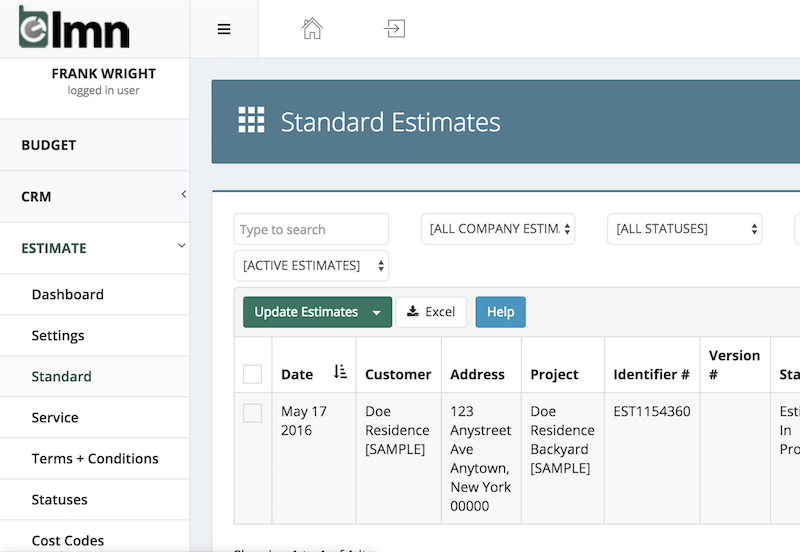 lmn
FRANK WRIGHT
logged in user
BUDGET
CRM
ESTIMATE
Dashboard
Settings
Standard
Service
Terms + Conditions
Statuses
Cost Codes
Standard Estimates
Type to search
[ALL COMPANY ESTIM.
[ALL STATUSES]
[ACTIVE ESTIMATES]
Update Estimates
Excel
Help
Date
Customer
Address
Project
Identifier #
Version
#
Sta
May 17
2016
Doe
Residence
[SAMPLE]
123
Anystreet
Ave
Anytown,
New York
00000
Doe
Residence
Backyard
[SAMPLE]
EST1154360
Esti
In
Pro